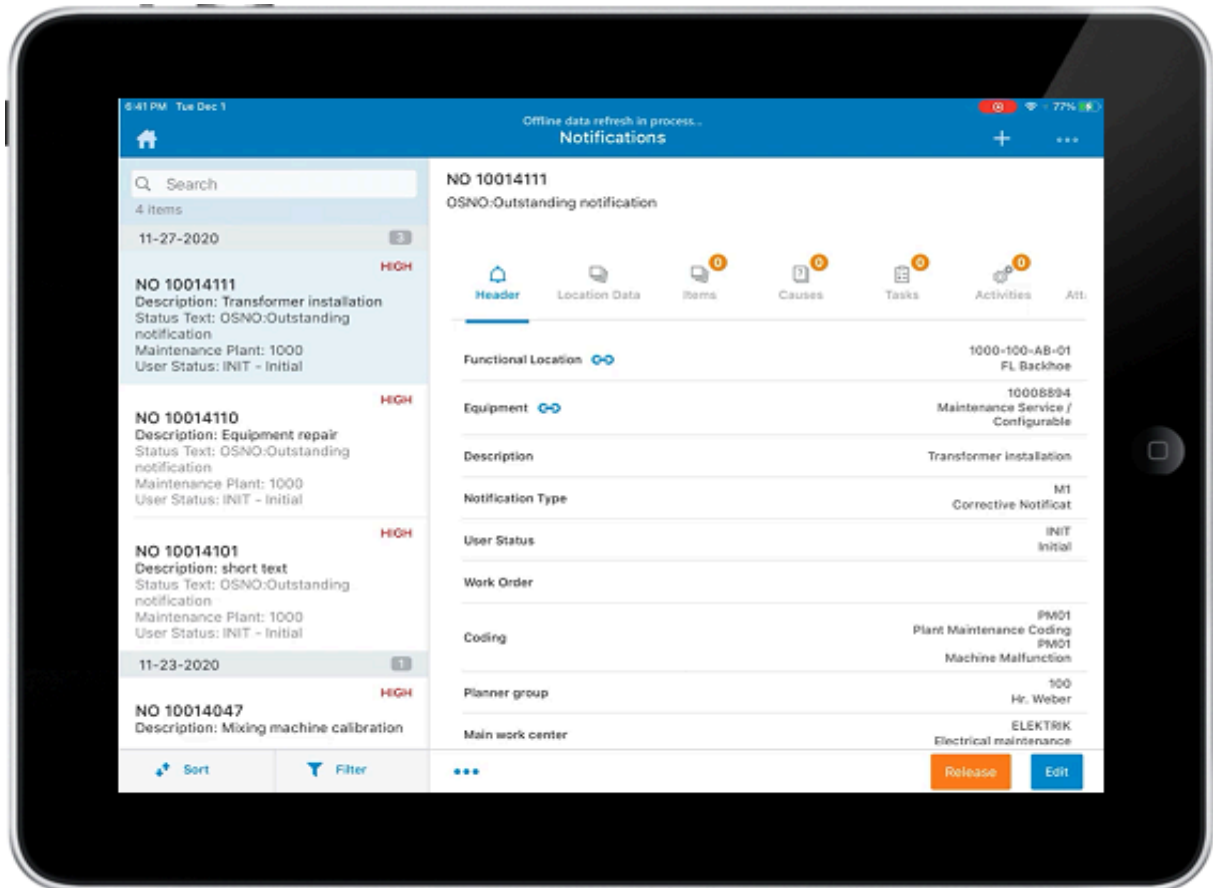 6:41 PM Tue Dec 1
77%
Offline data refresh in process...
Notifications
Search
4 items
11-27-2020
3
HIGH
NO 10014111
Description: Transformer installation
Status Text: OSNO:Outstanding
notification
Maintenance Plant: 1000
User Status: INIT - Initial
HIGH
NO 10014110
Description: Equipment repair
Status Text: OSNO:Outstanding
notification
Maintenance Plant: 1000
User Status: INIT - Initial
HIGH
NO 10014101
Description: short text
Status Text: OSNO:Outstanding
notification
Maintenance Plant: 1000
User Status: INIT - Initial
11-23-2020
1
HIGH
NO 10014047
Description: Mixing machine calibration
Sort
Filter
NO 10014111
OSNO:Outstanding notification
0 0 0 0
Header Location Data Items Causes Tasks Activities Att
Functional Location
1000-100-AB-01
FL Backhoe
Equipment
10008894
Maintenance Service /
Configurable
Description
Transformer installation
Notification Type
M1
Corrective Notificat
User Status
INIT
Initial
Work Order
Coding
PM01
Plant Maintenance Coding
PM01
Machine Malfunction
Planner group
100
Hr. Weber
Main work center
ELEKTRIK
Electrical maintenance
Release
Edit